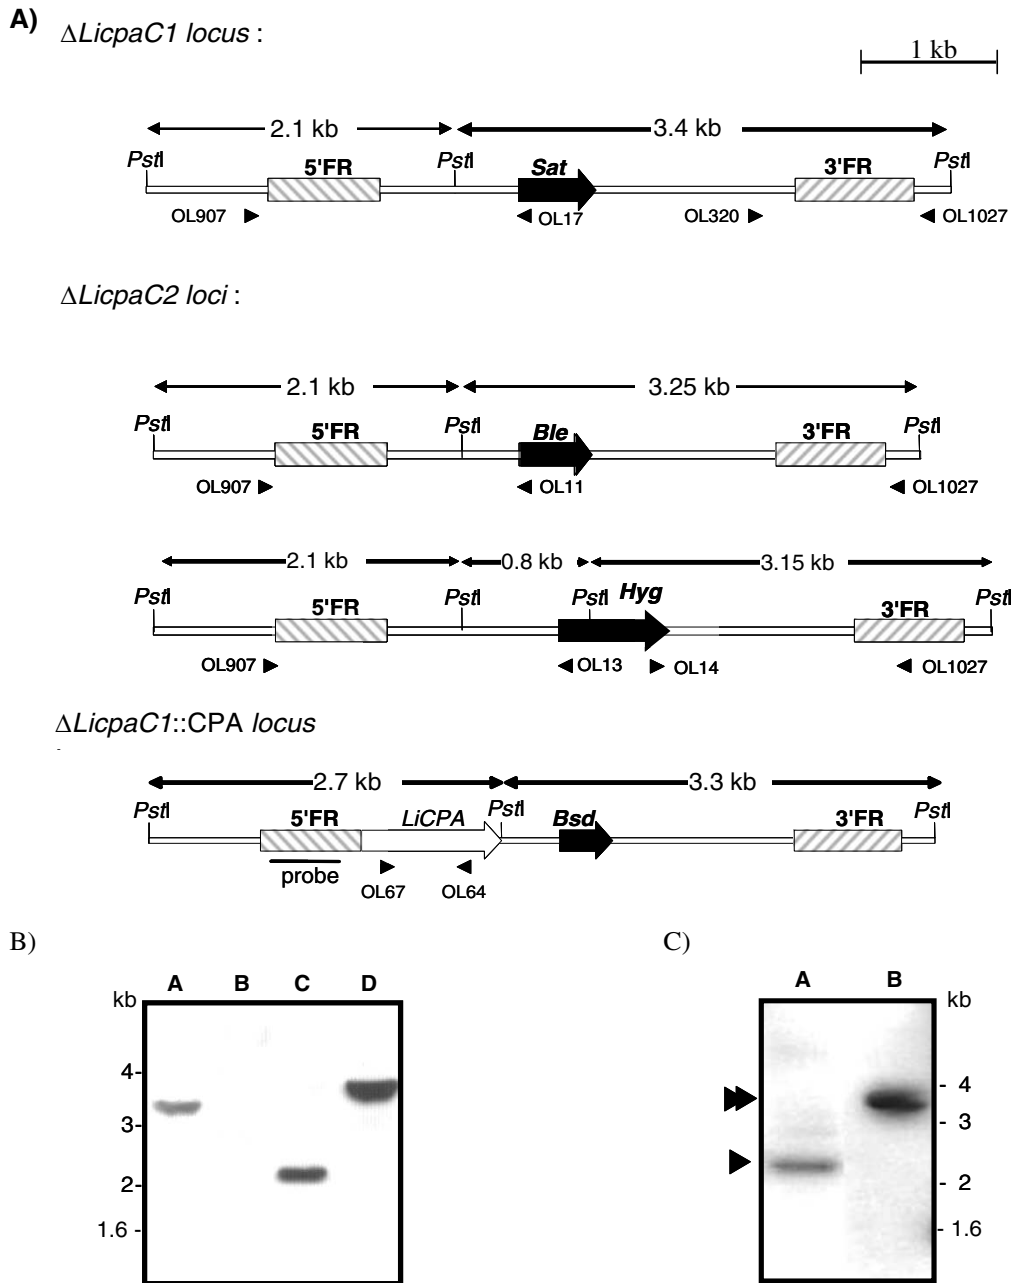 A)
ΔLicpaC1 locus :
1 kb
2.1 kb 3.4 kb
PstI 5'FR PstI Sat 3'FR PstI
OL907 OL17 OL320 OL1027
ΔLicpaC2 loci :
2.1 kb 3.25 kb
PstI 5'FR PstI Ble 3'FR PstI
OL907 OL11 OL1027
2.1 kb 0.8 kb 3.15 kb
PstI 5'FR PstI PstI Hyg 3'FR PstI
OL907 OL13 OL14 OL1027
ΔLicpaC1::CPA locus
2.7 kb 3.3 kb
PstI 5'FR LiCPA PstI Bsd 3'FR PstI
probe OL67 OL64
B)
A B C D
kb
4-
3-
2-
1.6 -
C)
A B
kb
- 4
- 3
- 2
- 1.6